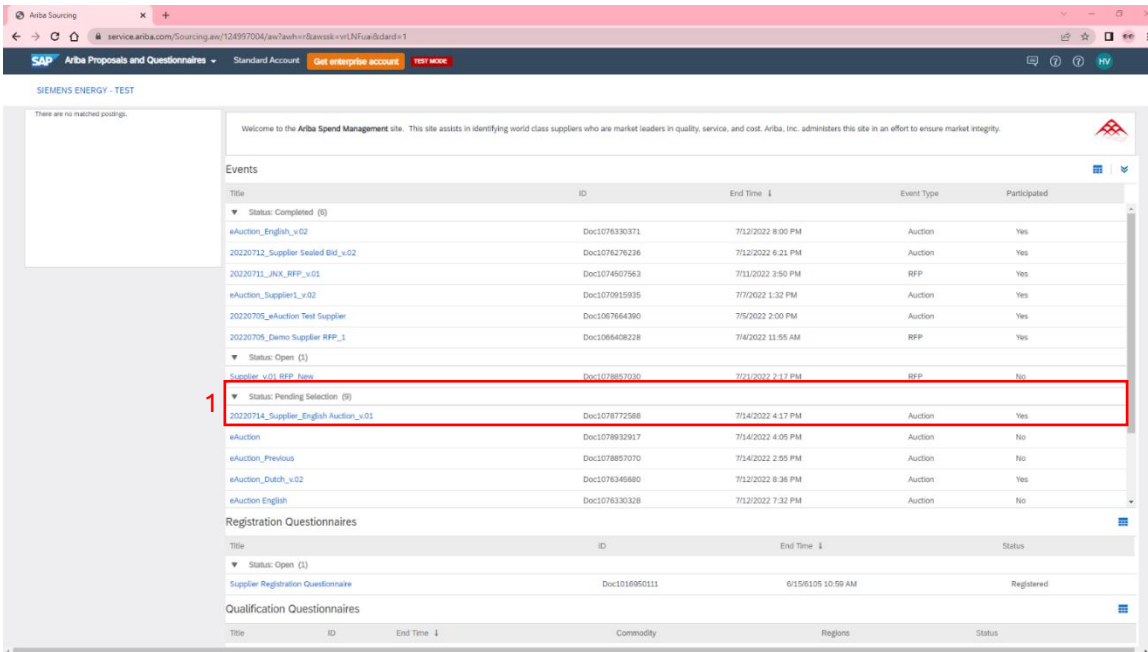 Ariba Sourcing
service.ariba.com/Sourcing.aw/124997004/aw?awh=r&awssk=vrLNFuai&dard=1
SAP Ariba Proposals and Questionnaires Standard Account Get enterprise account TEST MODE HV
SIEMENS ENERGY - TEST
There are no matched postings.
Welcome to the Ariba Spend Management site. This site assists in identifying world class suppliers who are market leaders in quality, service, and cost. Ariba, Inc. administers this site in an effort to ensure market integrity.
Events
Title ID End Time ↓ Event Type Participated
▼ Status: Completed (6)
eAuction_English_v.02 Doc1076330371 7/12/2022 8:00 PM Auction Yes
20220712_Supplier Sealed Bid_v.02 Doc1076276236 7/12/2022 6:21 PM Auction Yes
20220711_JNX_RFP_v.01 Doc1074507563 7/11/2022 3:50 PM RFP Yes
eAuction_Supplier1_v.02 Doc1070915935 7/7/2022 1:32 PM Auction Yes
20220705_eAuction Test Supplier Doc1067664390 7/5/2022 2:00 PM Auction Yes
20220705_Demo Supplier RFP_1 Doc1066408228 7/4/2022 11:55 AM RFP Yes
▼ Status: Open (1)
Supplier_v.01 RFP_New Doc1078857030 7/21/2022 2:17 PM RFP No
1 ▼ Status: Pending Selection (9)
20220714_Supplier_English Auction_v.01 Doc1078772588 7/14/2022 4:17 PM Auction Yes
eAuction Doc1078932917 7/14/2022 4:05 PM Auction No
eAuction_Previous Doc1078857070 7/14/2022 2:55 PM Auction No
eAuction_Dutch_v.02 Doc1076345680 7/12/2022 8:36 PM Auction Yes
eAuction English Doc1076330328 7/12/2022 7:32 PM Auction No
Registration Questionnaires
Title ID End Time ↓ Status
▼ Status: Open (1)
Supplier Registration Questionnaire Doc1016950111 6/15/6105 10:59 AM Registered
Qualification Questionnaires
Title ID End Time ↓ Commodity Regions Status